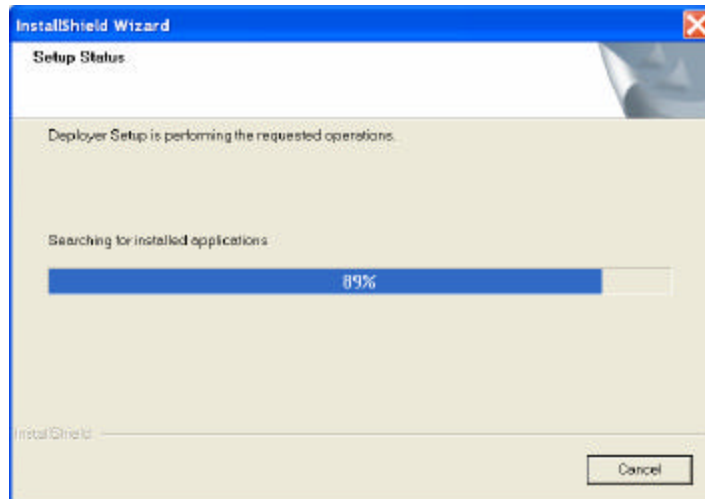 InstallShield Wizard
Setup Status
Deployer Setup is performing the requested operations.
Searching for installed applications
89%
InstallShield
Cancel